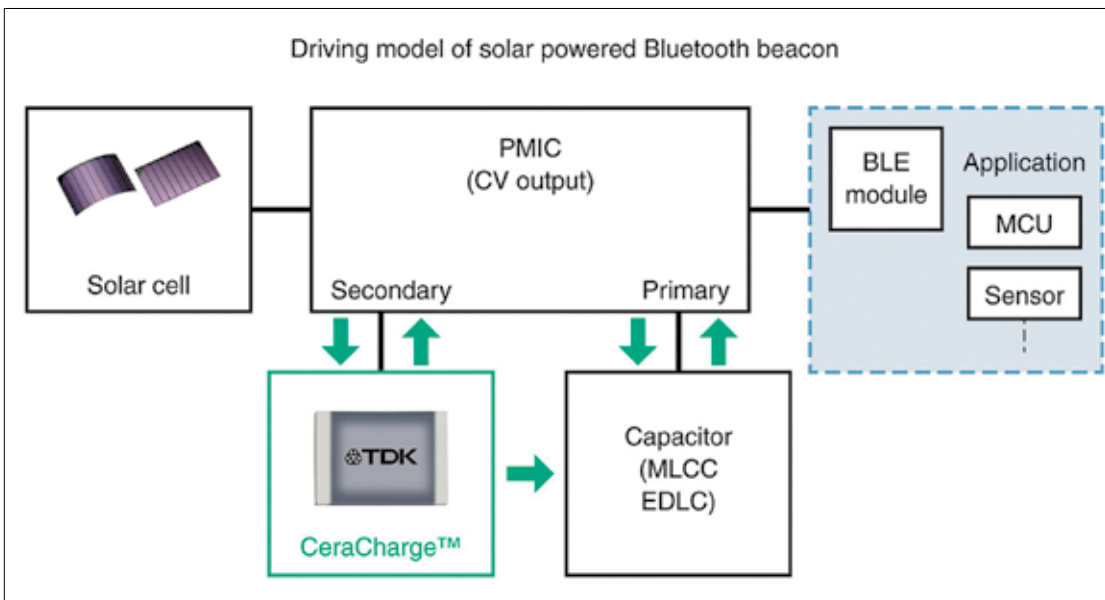 Driving model of solar powered Bluetooth beacon
PMIC
(CV output)
Solar cell
Secondary
Primary
BLE
module
Application
MCU
Sensor
TDK
CeraCharge™
Capacitor
(MLCC
EDLC)